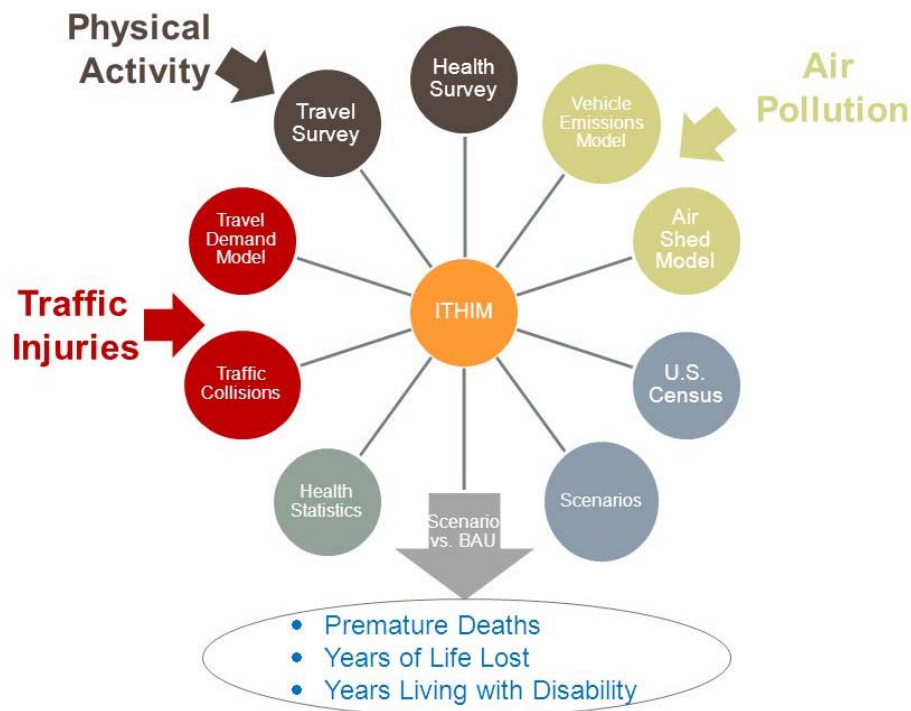 Physical
Activity
Health
Survey
Travel
Survey
Vehicle
Emissions
Model
Air
Pollution
Travel
Demand
Model
Air
Shed
Model
ITHIM
Traffic
Injuries
Traffic
Collisions
U.S.
Census
Health
Statistics
Scenario
vs. BAU
Scenarios
• Premature Deaths
• Years of Life Lost
• Years Living with Disability